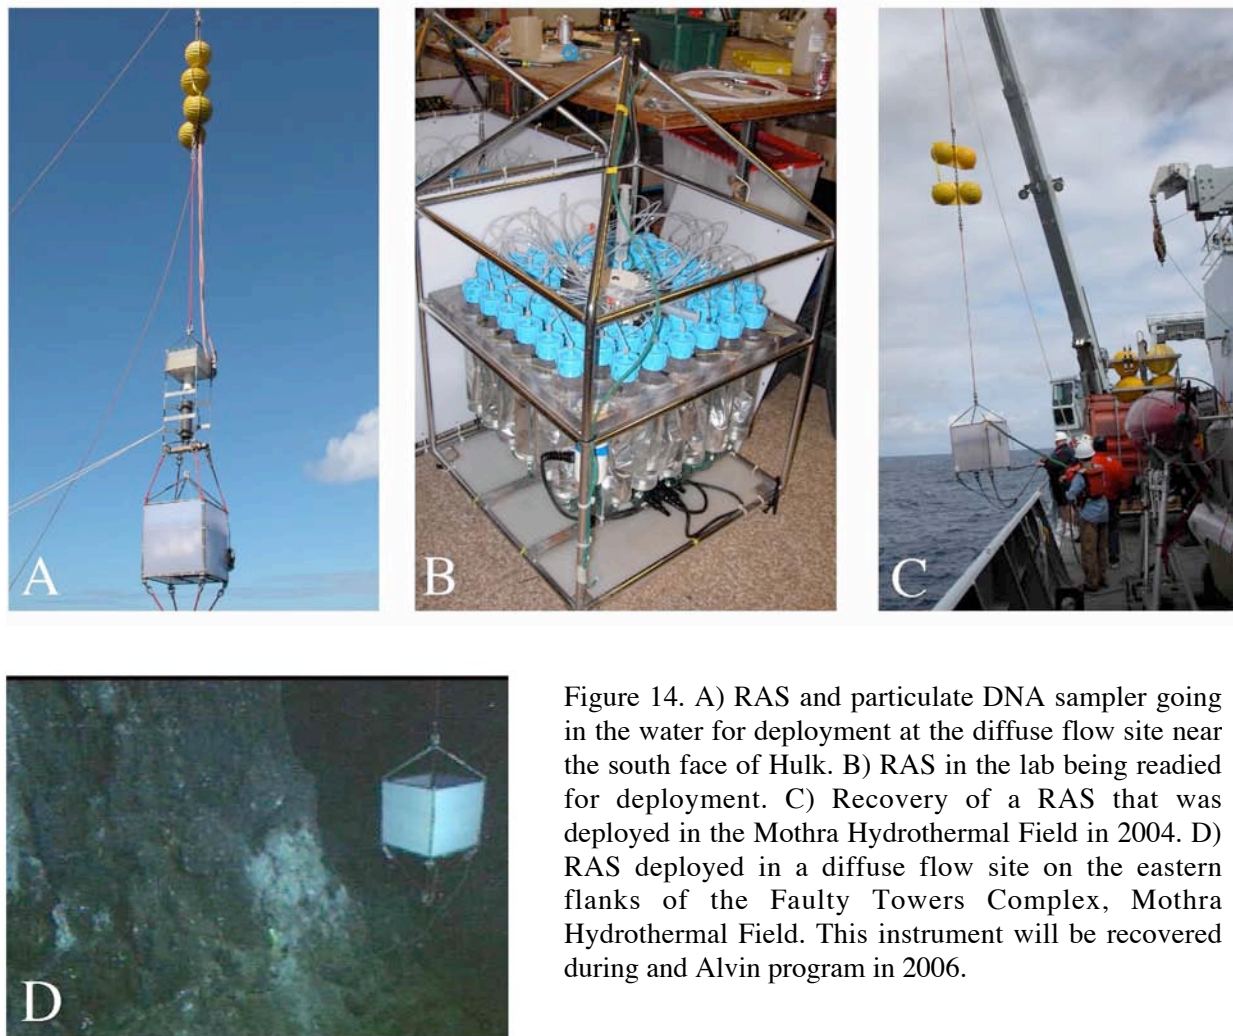 A
B
C
D
Figure 14. A) RAS and particulate DNA sampler going
in the water for deployment at the diffuse flow site near
the south face of Hulk. B) RAS in the lab being readied
for deployment. C) Recovery of a RAS that was
deployed in the Mothra Hydrothermal Field in 2004. D)
RAS deployed in a diffuse flow site on the eastern
flanks of the Faulty Towers Complex, Mothra
Hydrothermal Field. This instrument will be recovered
during and Alvin program in 2006.